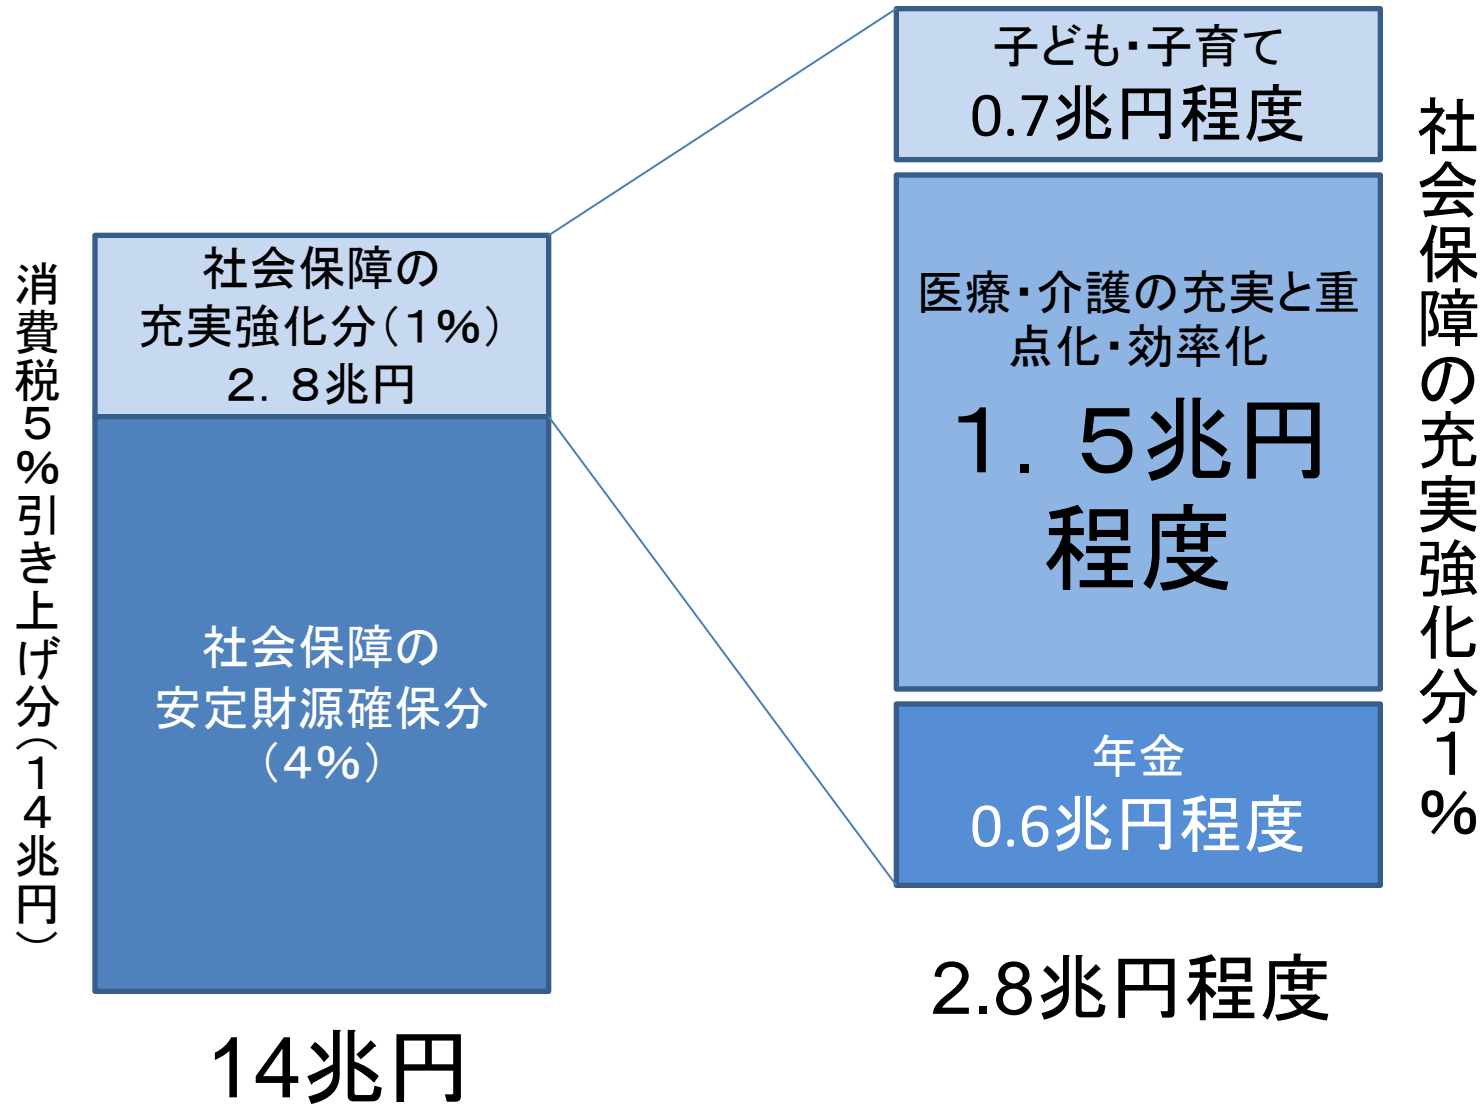 消費税５％引き上げ分（１４兆円）
社会保障の
充実強化分（１％）
２．８兆円
社会保障の
安定財源確保分
（４％）
14兆円
子ども・子育て
0.7兆円程度
医療・介護の充実と重
点化・効率化
１．５兆円
程度
年金
0.6兆円程度
2.8兆円程度
社会保障の充実強化分１％